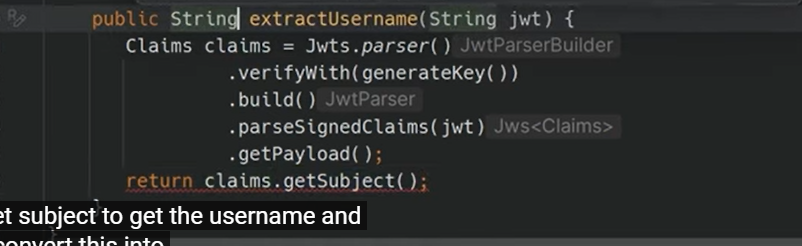 public String extractUsername(String jwt) {
Claims claims = Jwts.parser() JwtParserBuilder
.verifyWith(generateKey())
.build() JwtParser
.parseSignedClaims(jwt) Jws<Claims>
.getPayload();
return claims.getSubject();
et subject to get the username and
convert this into